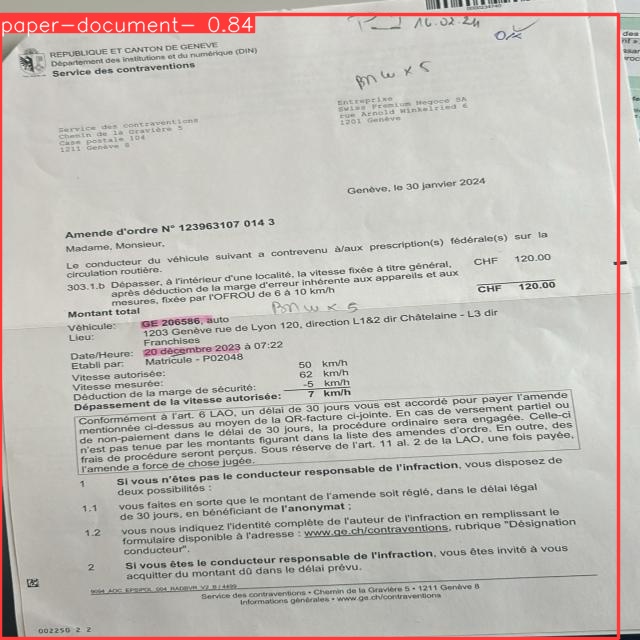 paper-document- 0.84
16.02.24
OK
REPUBLIQUE ET CANTON DE GENEVE
Département des institutions et du numérique (DIN)
Service des contraventions
BMW X 5
Entreprise
Swiss Premium Negoce SA
rue Arnold Winkelried 6
1201 Genève
Service des contraventions
Chemin de la Gravière 5
Case postale 104
1211 Genève 8
Genève, le 30 janvier 2024
Amende d'ordre N° 123963107 014 3
Madame, Monsieur,
Le conducteur du véhicule suivant a contrevenu à/aux prescription(s) fédérale(s) sur la
circulation routière.
303.1.b Dépasser, à l'intérieur d'une localité, la vitesse fixée à titre général, CHF 120.00
après déduction de la marge d'erreur inhérente aux appareils et aux
mesures, fixée par l'OFROU de 6 à 10 km/h
Montant total CHF 120.00
BMW X 5
Véhicule: GE 206586, auto
Lieu: 1203 Genève rue de Lyon 120, direction L1&2 dir Châtelaine - L3 dir
Franchises
Date/Heure: 20 décembre 2023 à 07:22
Etabli par: Matricule - P02048
Vitesse autorisée: 50 km/h
Vitesse mesurée: 62 km/h
Déduction de la marge de sécurité: -5 km/h
Dépassement de la vitesse autorisée: 7 km/h
Conformément à l'art. 6 LAO, un délai de 30 jours vous est accordé pour payer l'amende
mentionnée ci-dessus au moyen de la QR-facture ci-jointe. En cas de versement partiel ou
de non-paiement dans le délai de 30 jours, la procédure ordinaire sera engagée. Celle-ci
n'est pas tenue par les montants figurant dans la liste des amendes d'ordre. En outre, des
frais de procédure seront perçus. Sous réserve de l'art. 11 al. 2 de la LAO, une fois payée,
l'amende a force de chose jugée.
1 Si vous n'êtes pas le conducteur responsable de l'infraction, vous disposez de
deux possibilités :
1.1 vous faites en sorte que le montant de l'amende soit réglé, dans le délai légal
de 30 jours, en bénéficiant de l'anonymat ;
1.2 vous nous indiquez l'identité complète de l'auteur de l'infraction en remplissant le
formulaire disponible à l'adresse : www.ge.ch/contraventions, rubrique "Désignation
conducteur".
2 Si vous êtes le conducteur responsable de l'infraction, vous êtes invité à vous
acquitter du montant dû dans le délai prévu.
Service des contraventions • Chemin de la Gravière 5 • 1211 Genève 8
Informations générales • www.ge.ch/contraventions
002250 2 2